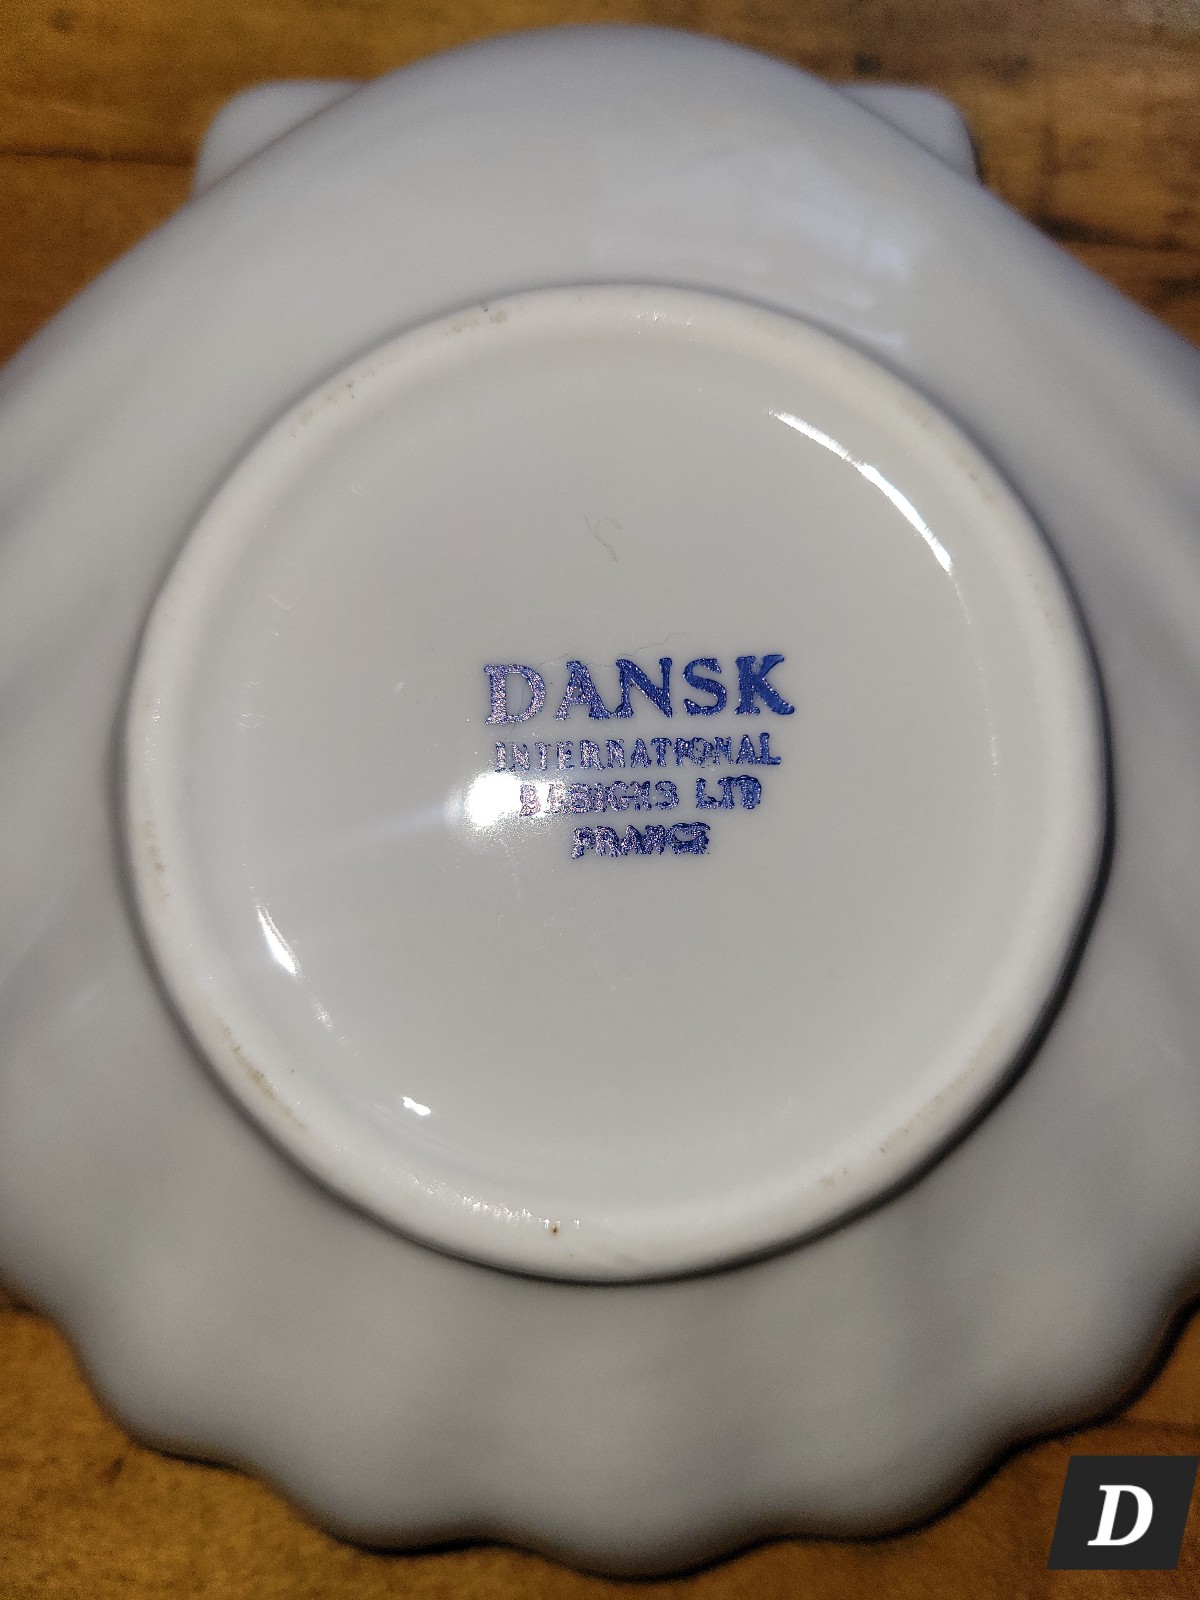 DANSK
INTERNATIONAL
DESIGNS LTD
FRANCE
D